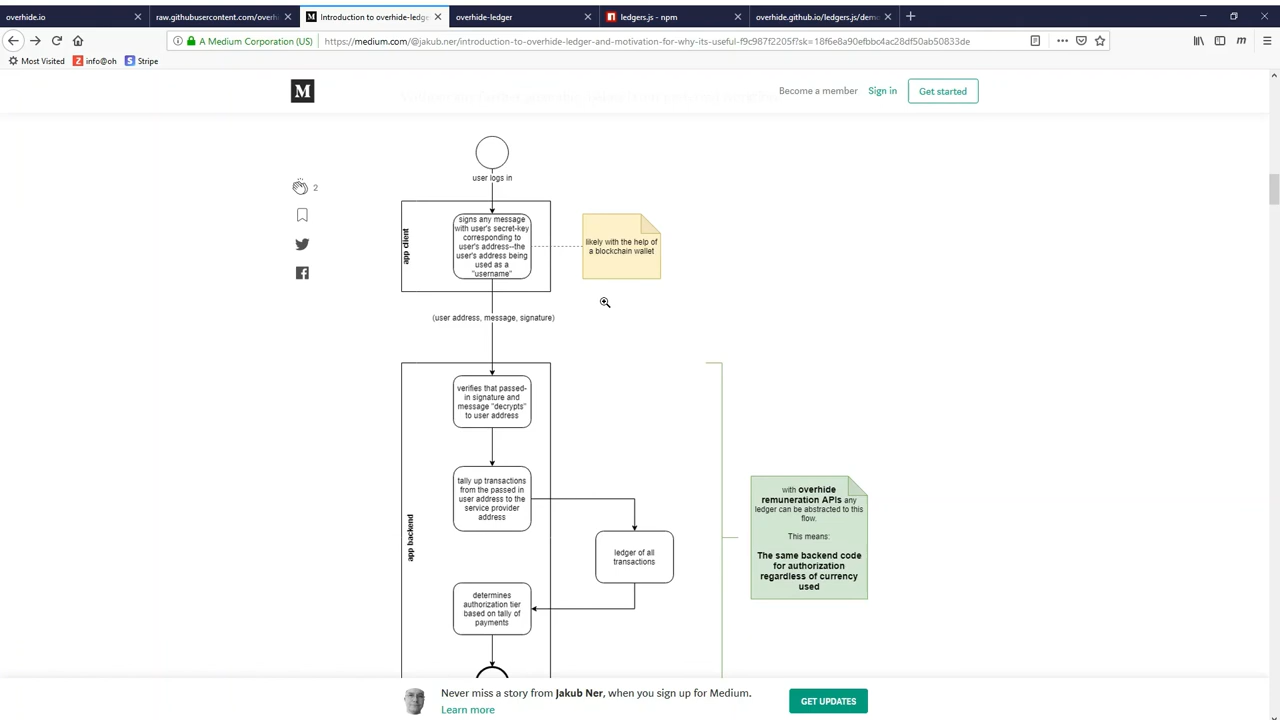 overhide.io
raw.githubusercontent.com/overh
Introduction to overhide-ledge
overhide-ledger
ledgers.js - npm
overhide.github.io/ledgers.js/demo
A Medium Corporation (US)
https://medium.com/@jakub.ner/introduction-to-overhide-ledger-and-motivation-for-why-its-useful-f9c987f2205f?sk=18f6e8a90efbbc4ac28df50ab50833de
Most Visited
info@oh
Stripe
M
Become a member
Sign in
Get started
2
user logs in
app client
signs any message
with user's secret-key
corresponding to
user's address--the
user's address being
used as a
"username"
likely with the help of
a blockchain wallet
(user address, message, signature)
app backend
verifies that passed-
in signature and
message "decrypts"
to user address
tally up transactions
from the passed in
user address to the
service provider
address
ledger of all
transactions
determines
authorization tier
based on tally of
payments
with overhide
remuneration APIs any
ledger can be abstracted to this
flow.
This means:
The same backend code
for authorization
regardless of currency
used
Never miss a story from Jakub Ner, when you sign up for Medium.
Learn more
GET UPDATES